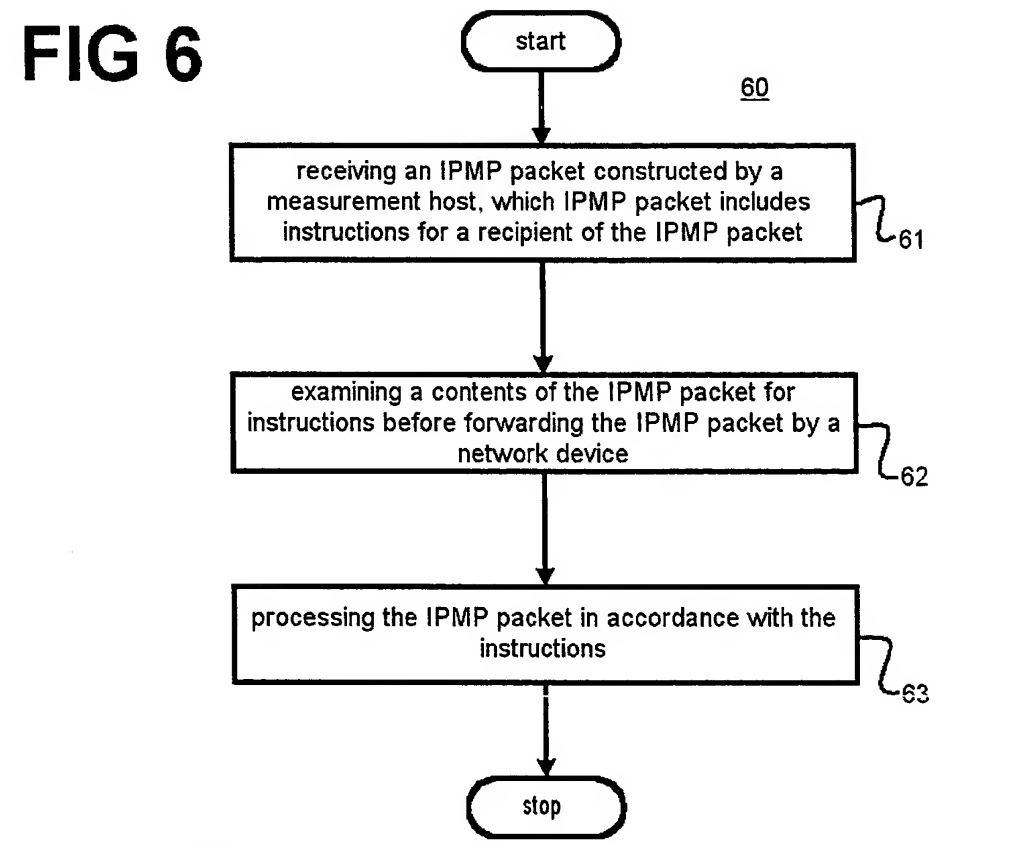 FIG 6
start
60
receiving an IPMP packet constructed by a
measurement host, which IPMP packet includes
instructions for a recipient of the IPMP packet
61
examining a contents of the IPMP packet for
instructions before forwarding the IPMP packet by a
network device
62
processing the IPMP packet in accordance with the
instructions
63
stop